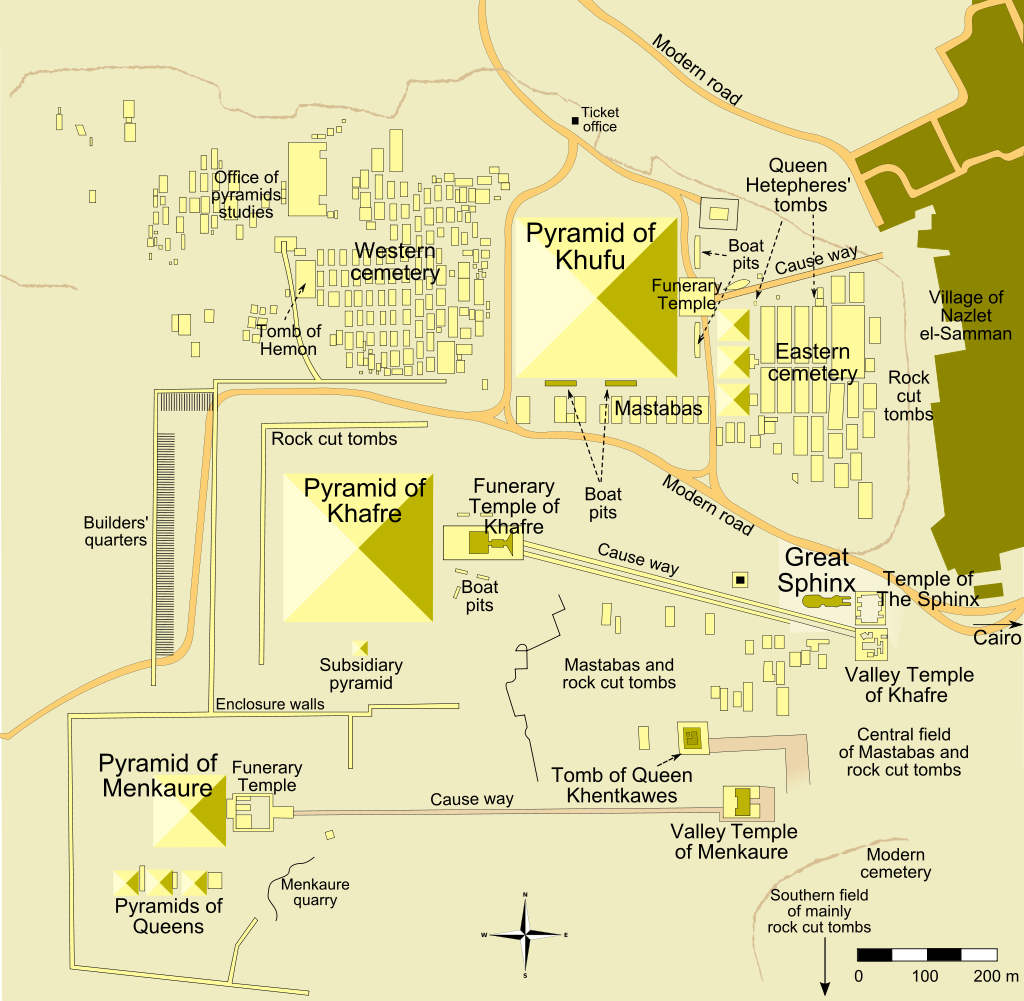 Modern road
Ticket
office
Queen
Hetepheres'
tombs
Office of
pyramids
studies
Pyramid of
Khufu
Western
cemetery
Boat
pits
Cause way
Funerary
Temple
Village of
Nazlet
el-Samman
Tomb of
Hemon
Eastern
cemetery
Rock
cut
tombs
Mastabas
Rock cut tombs
Pyramid of
Khafre
Funerary
Temple of
Khafre
Boat
pits
Modern road
Builders'
quarters
Cause way
Great
Sphinx
Temple of
The Sphinx
Boat
pits
Cairo
Subsidiary
pyramid
Mastabas and
rock cut tombs
Valley Temple
of Khafre
Enclosure walls
Central field
of Mastabas and
rock cut tombs
Pyramid of
Menkaure
Funerary
Temple
Tomb of Queen
Khentkawes
Cause way
Valley Temple
of Menkaure
Modern
cemetery
Menkaure
quarry
Pyramids of
Queens
Southern field
of mainly
rock cut tombs
N
W
E
S
0 100 200 m